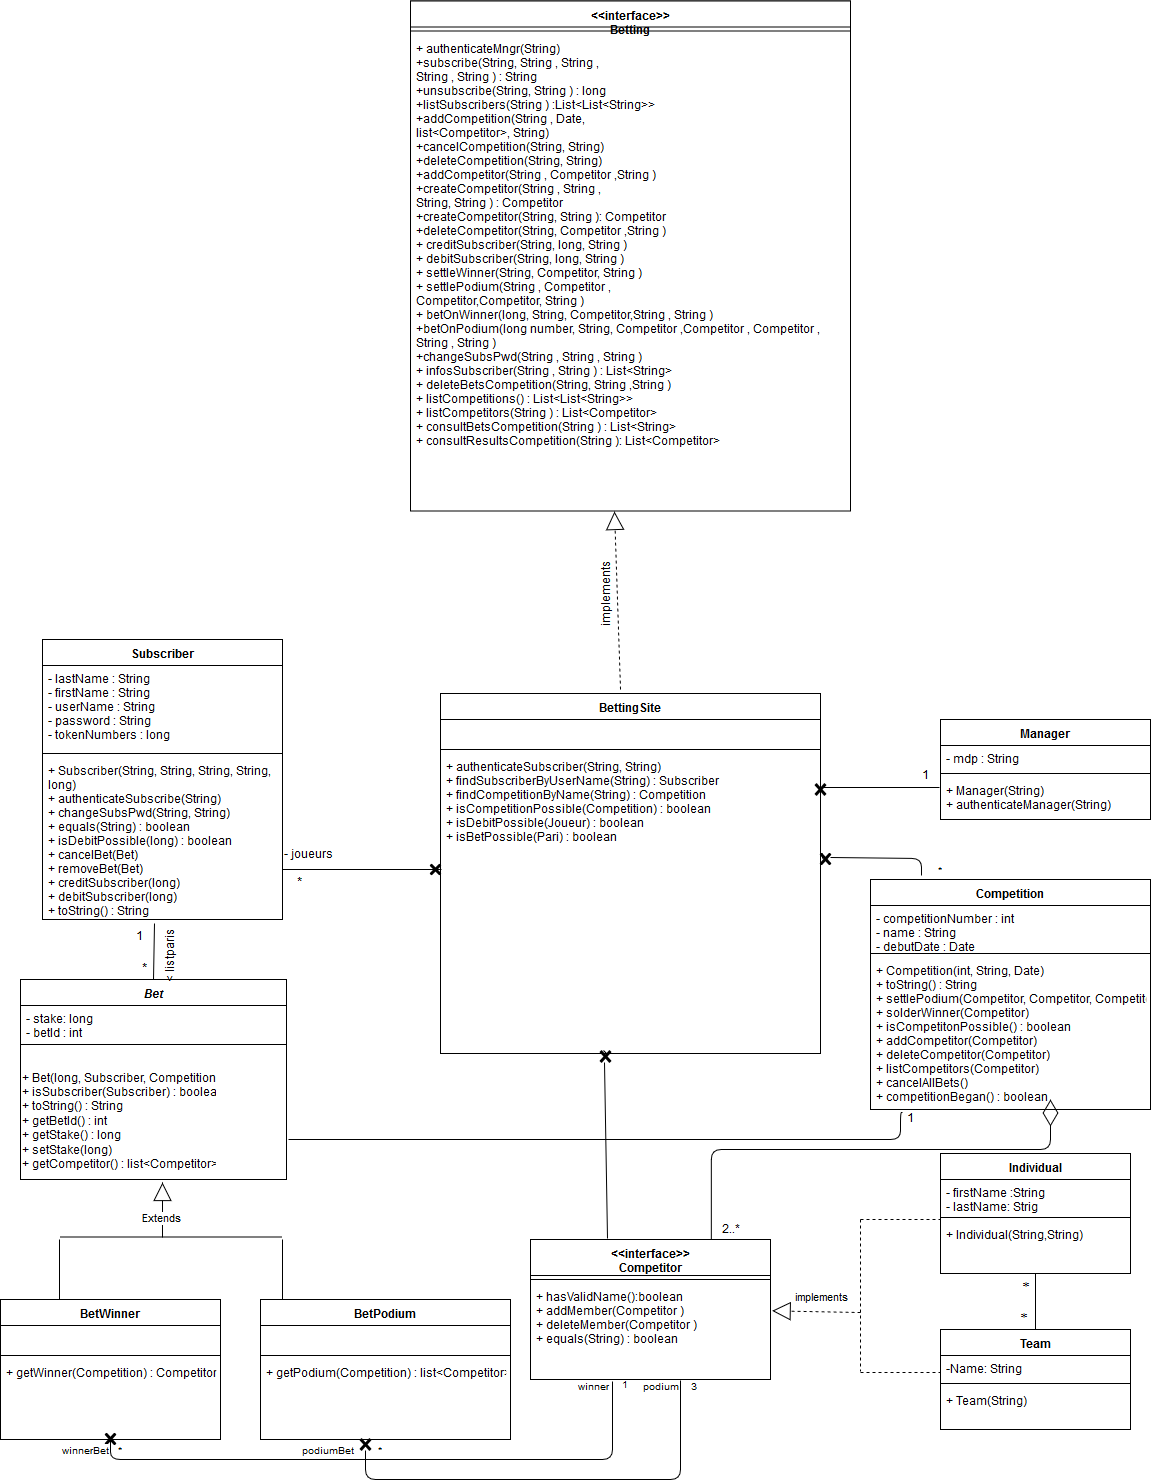 <<interface>>
Betting
+ authenticateMngr(String)
+subscribe(String, String , String ,
String , String ) : String
+unsubscribe(String, String ) : long
+listSubscribers(String ) :List<List<String>>
+addCompetition(String , Date,
list<Competitor>, String)
+cancelCompetition(String, String)
+deleteCompetition(String, String)
+addCompetitor(String , Competitor ,String )
+createCompetitor(String , String ,
String, String ) : Competitor
+createCompetitor(String, String ): Competitor
+deleteCompetitor(String, Competitor ,String )
+ creditSubscriber(String, long, String )
+ debitSubscriber(String, long, String )
+ settleWinner(String, Competitor, String )
+ settlePodium(String , Competitor ,
Competitor,Competitor, String )
+ betOnWinner(long, String, Competitor,String , String )
+betOnPodium(long number, String, Competitor ,Competitor , Competitor ,
String , String )
+changeSubsPwd(String , String , String )
+ infosSubscriber(String , String ) : List<String>
+ deleteBetsCompetition(String, String ,String )
+ listCompetitions() : List<List<String>>
+ listCompetitors(String ) : List<Competitor>
+ consultBetsCompetition(String ) : List<String>
+ consultResultsCompetition(String ): List<Competitor>
implements
Subscriber
- lastName : String
- firstName : String
- userName : String
- password : String
- tokenNumbers : long
+ Subscriber(String, String, String, String,
long)
+ authenticateSubscribe(String)
+ changeSubsPwd(String, String)
+ equals(String) : boolean
+ isDebitPossible(long) : boolean
+ cancelBet(Bet)
+ removeBet(Bet)
+ creditSubscriber(long)
+ debitSubscriber(long)
+ toString() : String
- joueurs
*
BettingSite
+ authenticateSubscriber(String, String)
+ findSubscriberByUserName(String) : Subscriber
+ findCompetitionByName(String) : Competition
+ isCompetitionPossible(Competition) : boolean
+ isDebitPossible(Joueur) : boolean
+ isBetPossible(Pari) : boolean
1
Manager
- mdp : String
+ Manager(String)
+ authenticateManager(String)
*
Competition
- competitionNumber : int
- name : String
- debutDate : Date
+ Competition(int, String, Date)
+ toString() : String
+ settlePodium(Competitor, Competitor, Competit
+ solderWinner(Competitor)
+ isCompetitonPossible() : boolean
+ addCompetitor(Competitor)
+ deleteCompetitor(Competitor)
+ listCompetitors(Competitor)
+ cancelAllBets()
+ competitionBegan() : boolean
1
1
*
< listparis
Bet
- stake: long
- betId : int
+ Bet(long, Subscriber, Competition
+ isSubscriber(Subscriber) : boolea
+ toString() : String
+ getBetId() : int
+ getStake() : long
+ setStake(long)
+ getCompetitor() : list<Competitor>
Extends
BetWinner
+ getWinner(Competition) : Competitor
BetPodium
+ getPodium(Competition) : list<Competitor>
2..*
<<interface>>
Competitor
+ hasValidName():boolean
+ addMember(Competitor )
+ deleteMember(Competitor )
+ equals(String) : boolean
implements
Individual
- firstName :String
- lastName: Strig
+ Individual(String,String)
*
*
Team
-Name: String
+ Team(String)
winner
1
podium
3
winnerBet
*
podiumBet
*